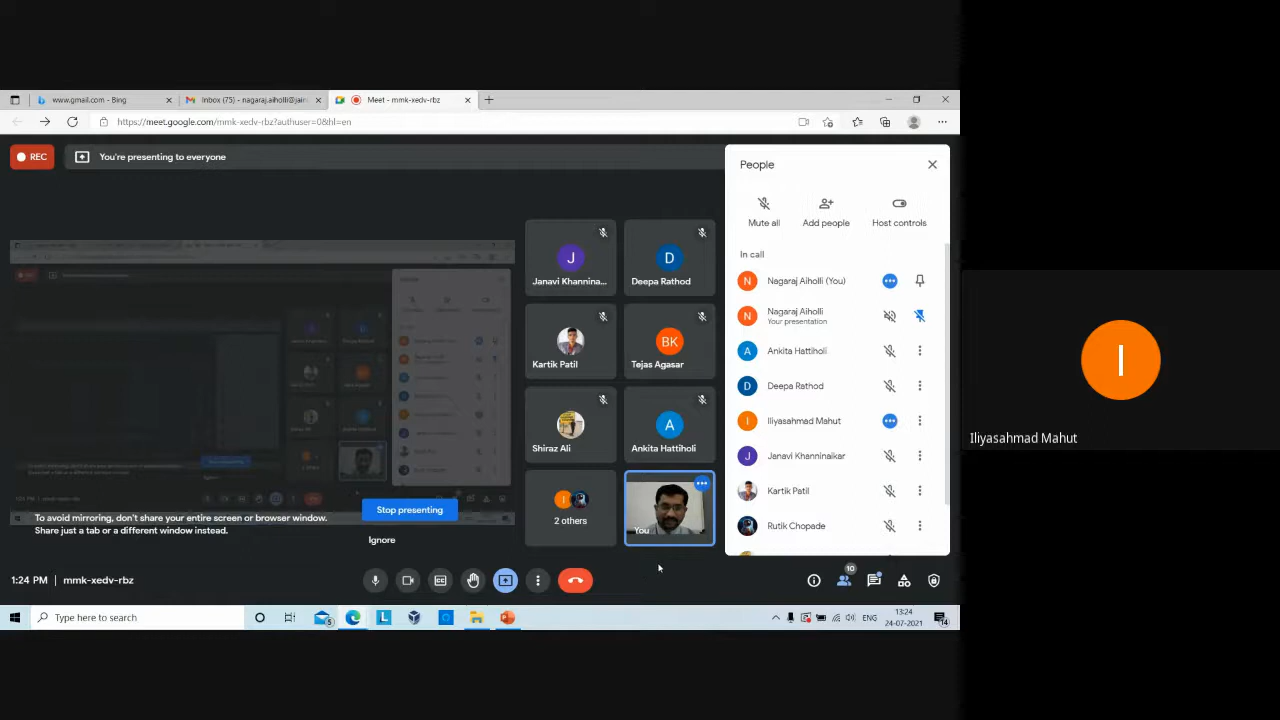 www.gmail.com - Bing
Inbox (75) - nagaraj.aiholli@jain
Meet - mmk-xedv-rbz
https://meet.google.com/mmk-xedv-rbz?authuser=0&hl=en
REC
You're presenting to everyone
People
Mute all
Add people
Host controls
In call
Nagaraj Aiholli (You)
Nagaraj Aiholli
Your presentation
Ankita Hattiholi
Deepa Rathod
Iliyasahmad Mahut
Janavi Khanninaikar
Kartik Patil
Rutik Chopade
J
Janavi Khannina...
D
Deepa Rathod
Kartik Patil
BK
Tejas Agasar
Shiraz Ali
A
Ankita Hattiholi
2 others
You
N
N
A
D
I
J
To avoid mirroring, don't share your entire screen or browser window.
Share just a tab or a different window instead.
Stop presenting
Ignore
1:24 PM | mmk-xedv-rbz
10
Type here to search
5
ENG
13:24
24-07-2021
14
I
Iliyasahmad Mahut